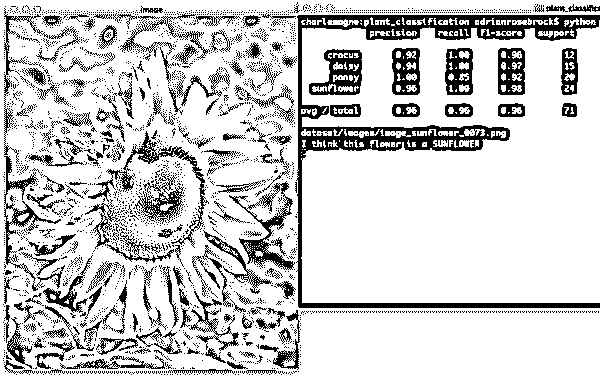 image
plant_classific
charlemagne:plant_classification adrianrosebrock$ python
precision recall f1-score support
crocus 0.92 1.00 0.96 12
daisy 0.94 1.00 0.97 15
pansy 1.00 0.85 0.92 20
sunflower 0.96 1.00 0.98 24
avg / total 0.96 0.96 0.96 71
dataset/images/image_sunflower_0073.png
I think this flower is a SUNFLOWER